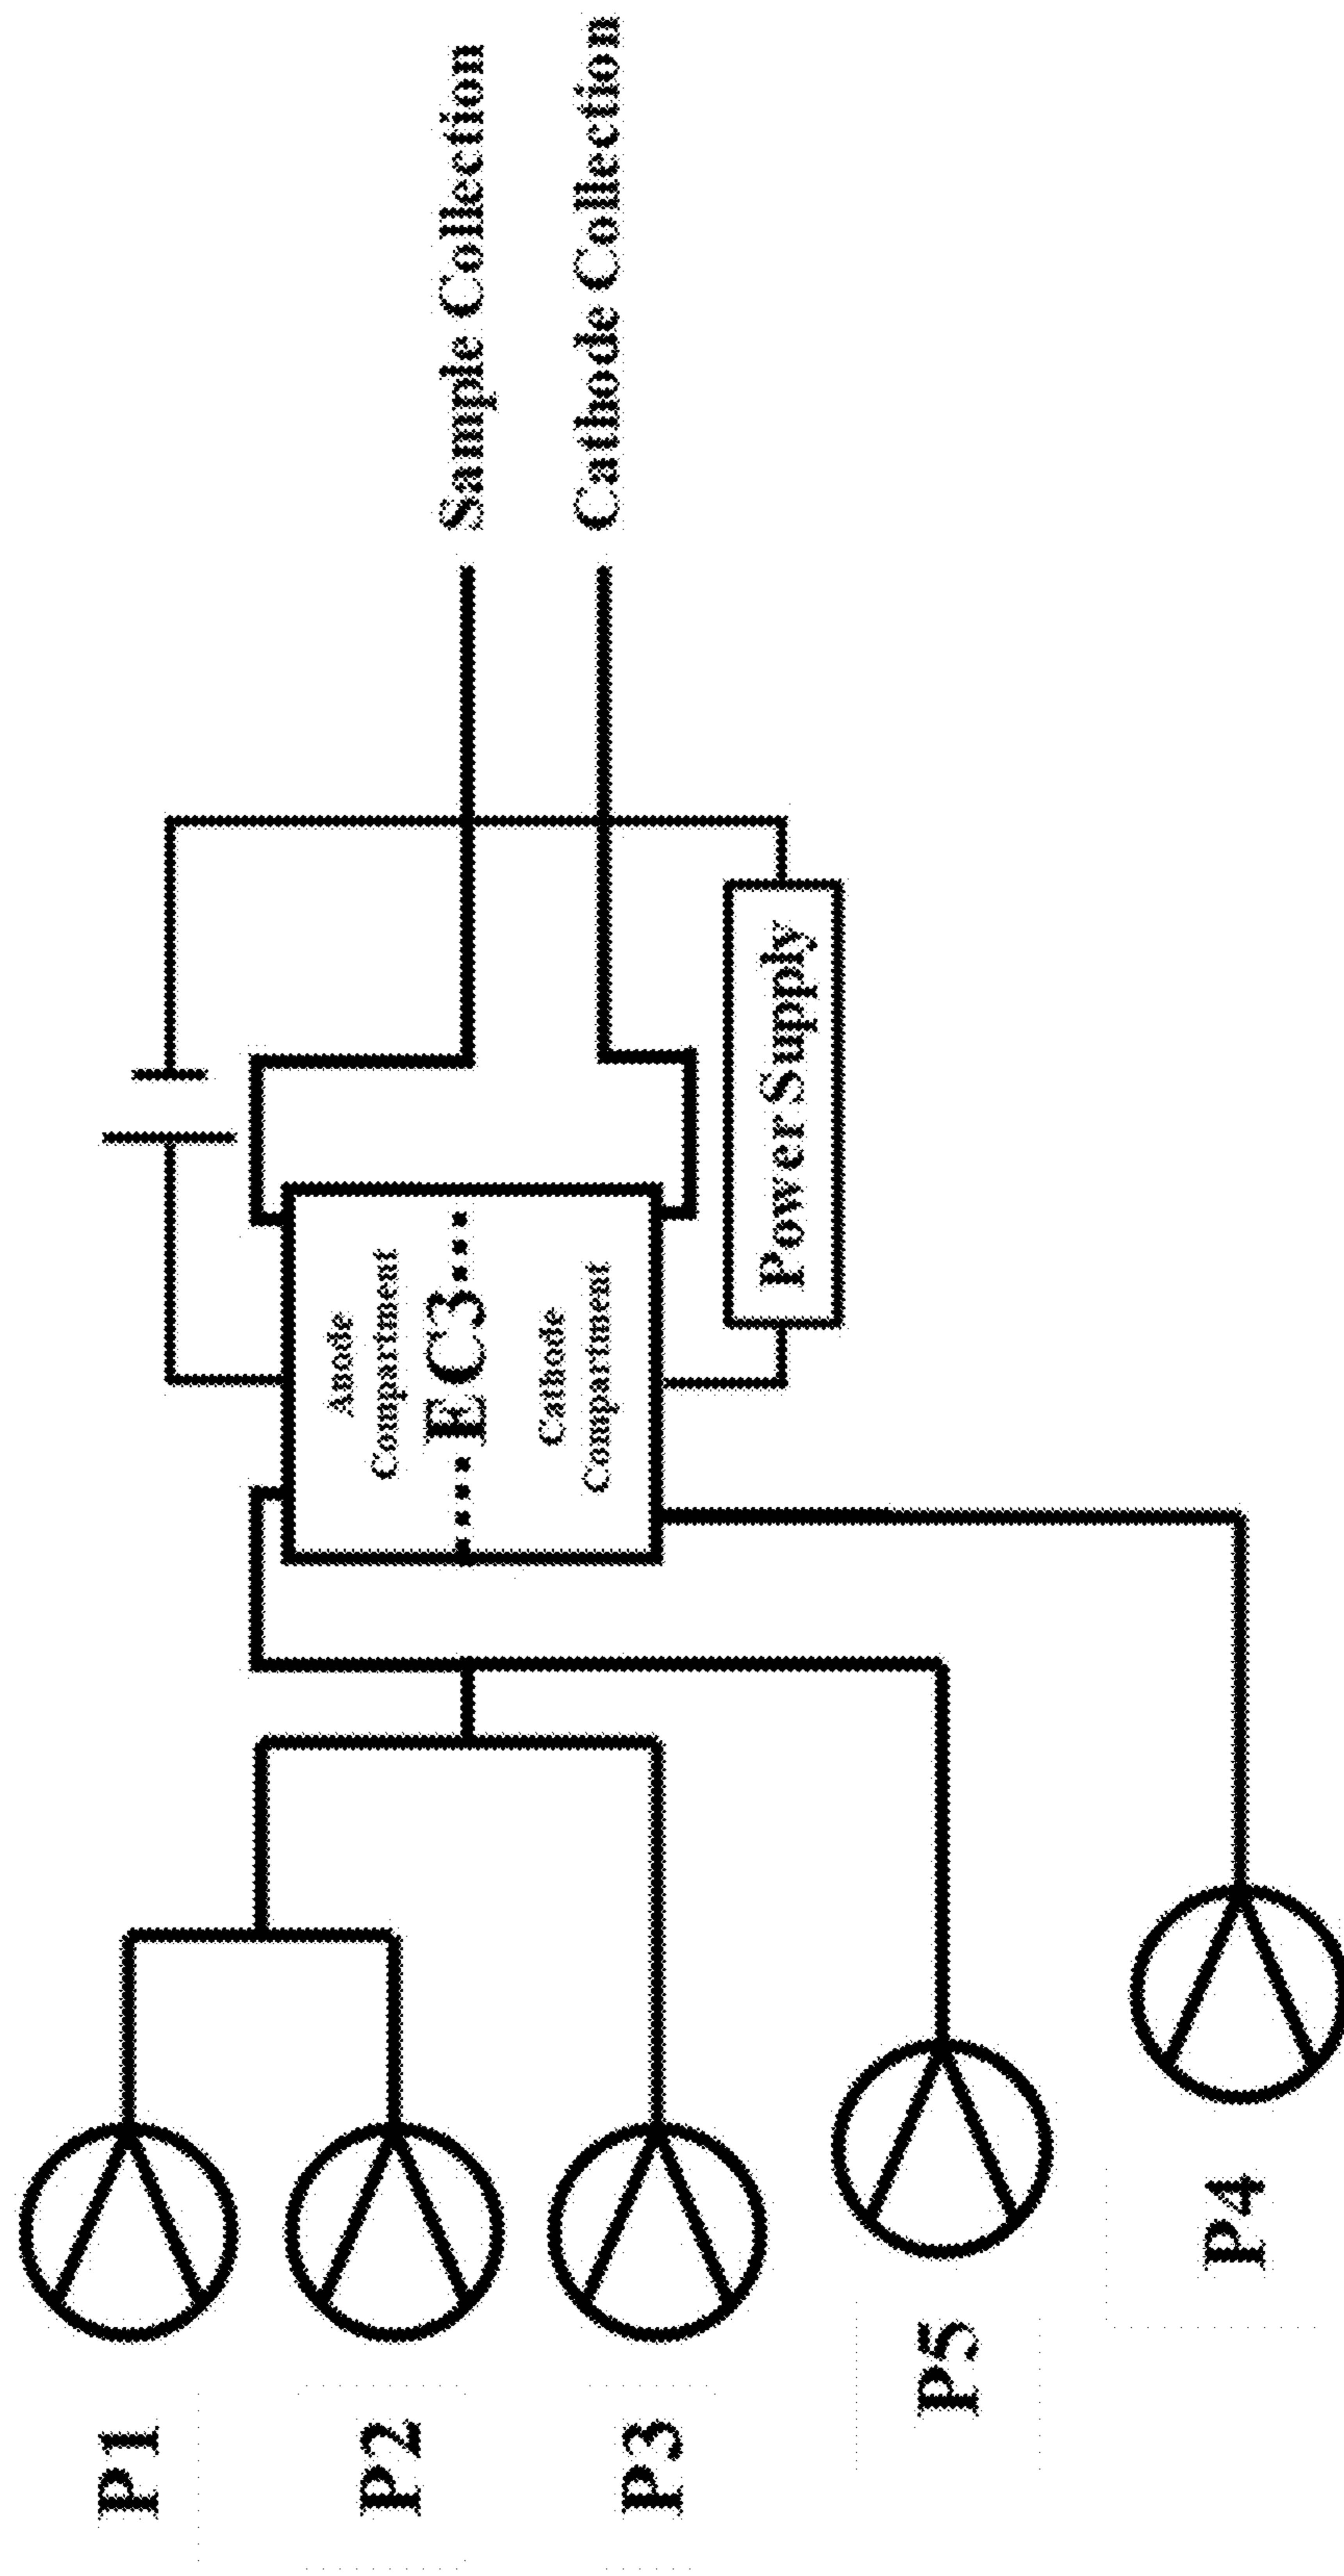 P1
P2
P3
P5
P4
Anode
Compartment
EC3
Cathode
Compartment
Power Supply
Sample Collection
Cathode Collection